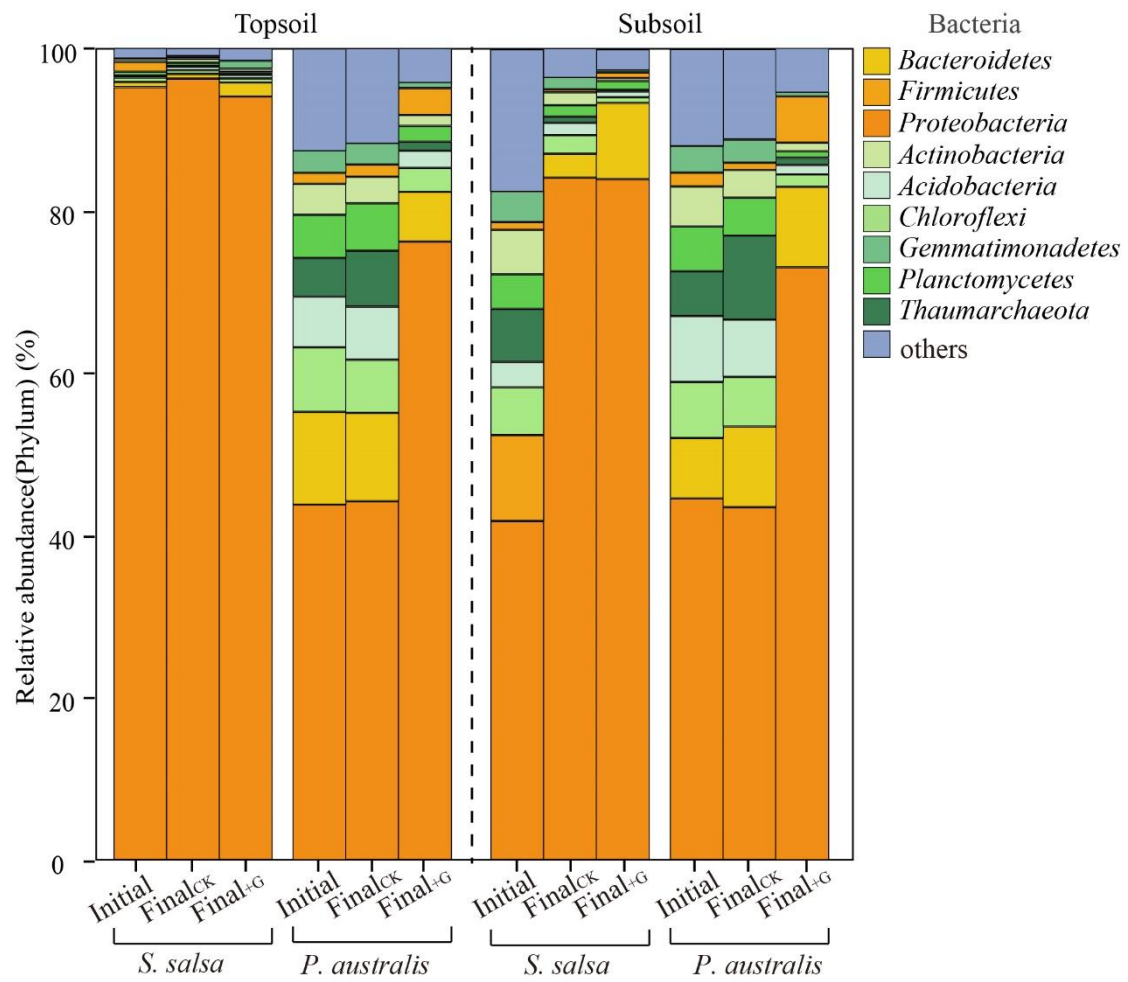 Topsoil
Subsoil
Bacteria
Bacteroidetes
Firmicutes
Proteobacteria
Actinobacteria
Acidobacteria
Chloroflexi
Gemmatimonadetes
Planctomycetes
Thaumarchaeota
others
Relative abundance(Phylum) (%)
100
80
60
40
20
0
Initial
FinalCK
Final+G
Initial
FinalCK
Final+G
Initial
FinalCK
Final+G
Initial
FinalCK
Final+G
S. salsa
P. australis
S. salsa
P. australis